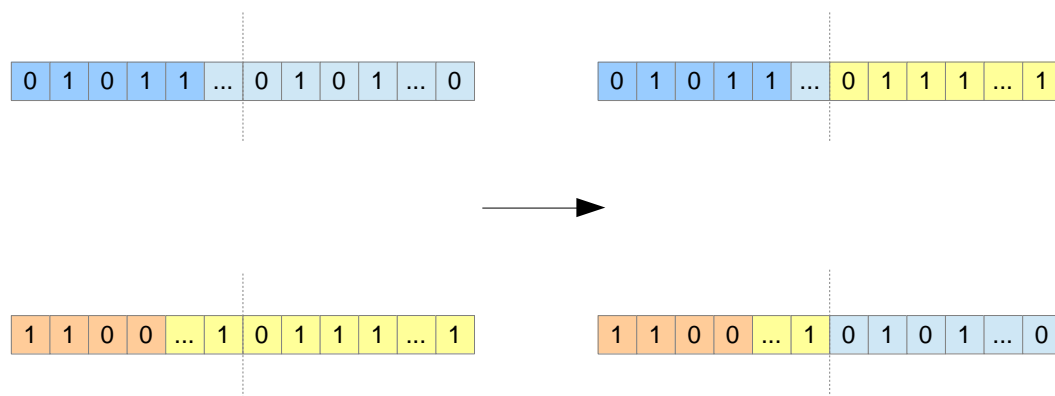 0 1 0 1 1 ... 0 1 0 1 ... 0
0 1 0 1 1 ... 0 1 1 1 ... 1
1 1 0 0 ... 1 0 1 1 1 ... 1
1 1 0 0 ... 1 0 1 0 1 ... 0